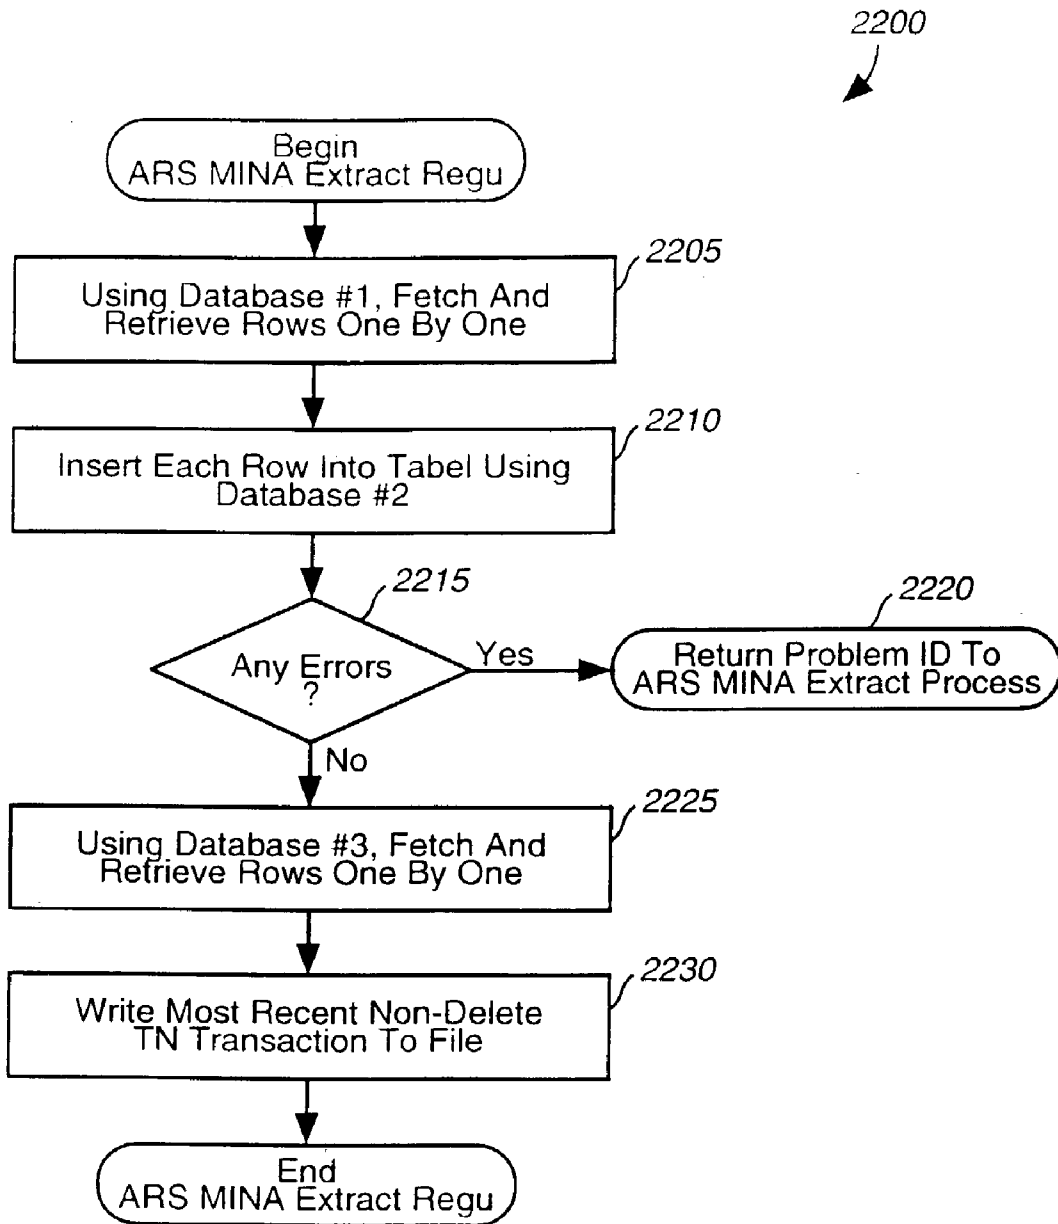 2200
Begin
ARS MINA Extract Regu
2205
Using Database #1, Fetch And
Retrieve Rows One By One
2210
Insert Each Row Into Tabel Using
Database #2
2215
Any Errors
?
Yes
2220
Return Problem ID To
ARS MINA Extract Process
No
2225
Using Database #3, Fetch And
Retrieve Rows One By One
2230
Write Most Recent Non-Delete
TN Transaction To File
End
ARS MINA Extract Regu